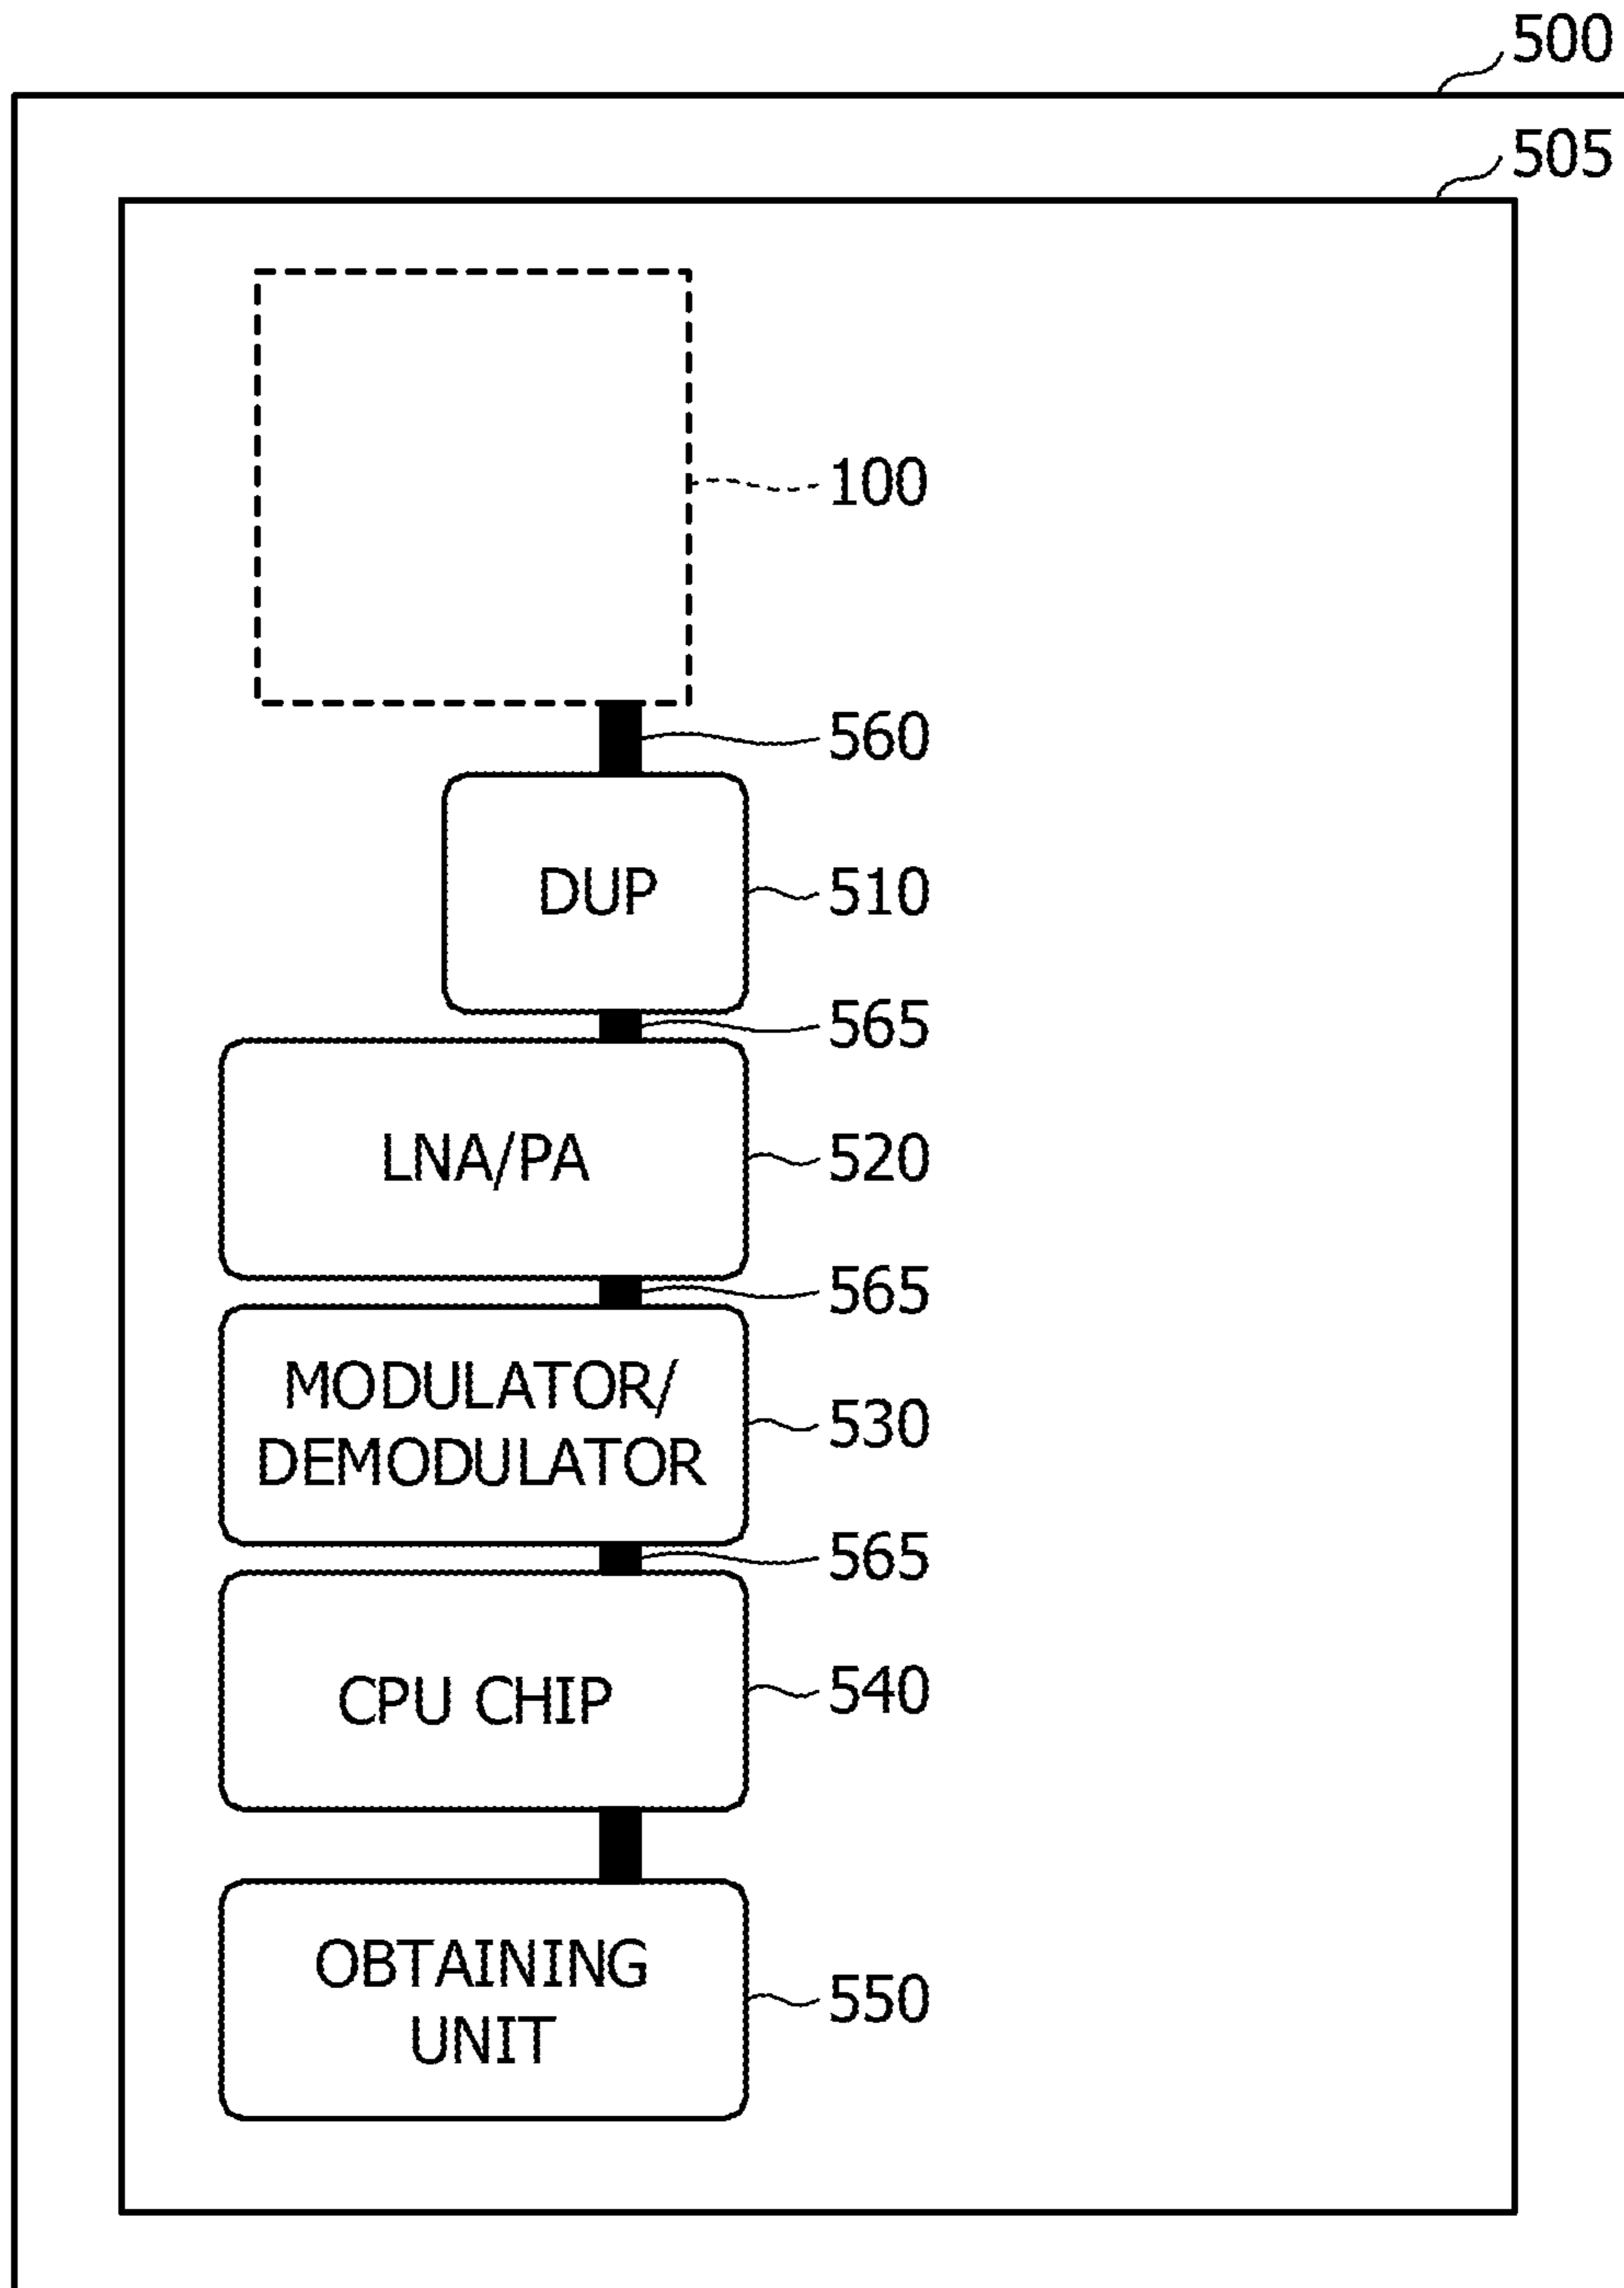 500
505
100
560
DUP
510
565
LNA/PA
520
565
MODULATOR/
DEMODULATOR
530
565
CPU CHIP
540
OBTAINING
UNIT
550